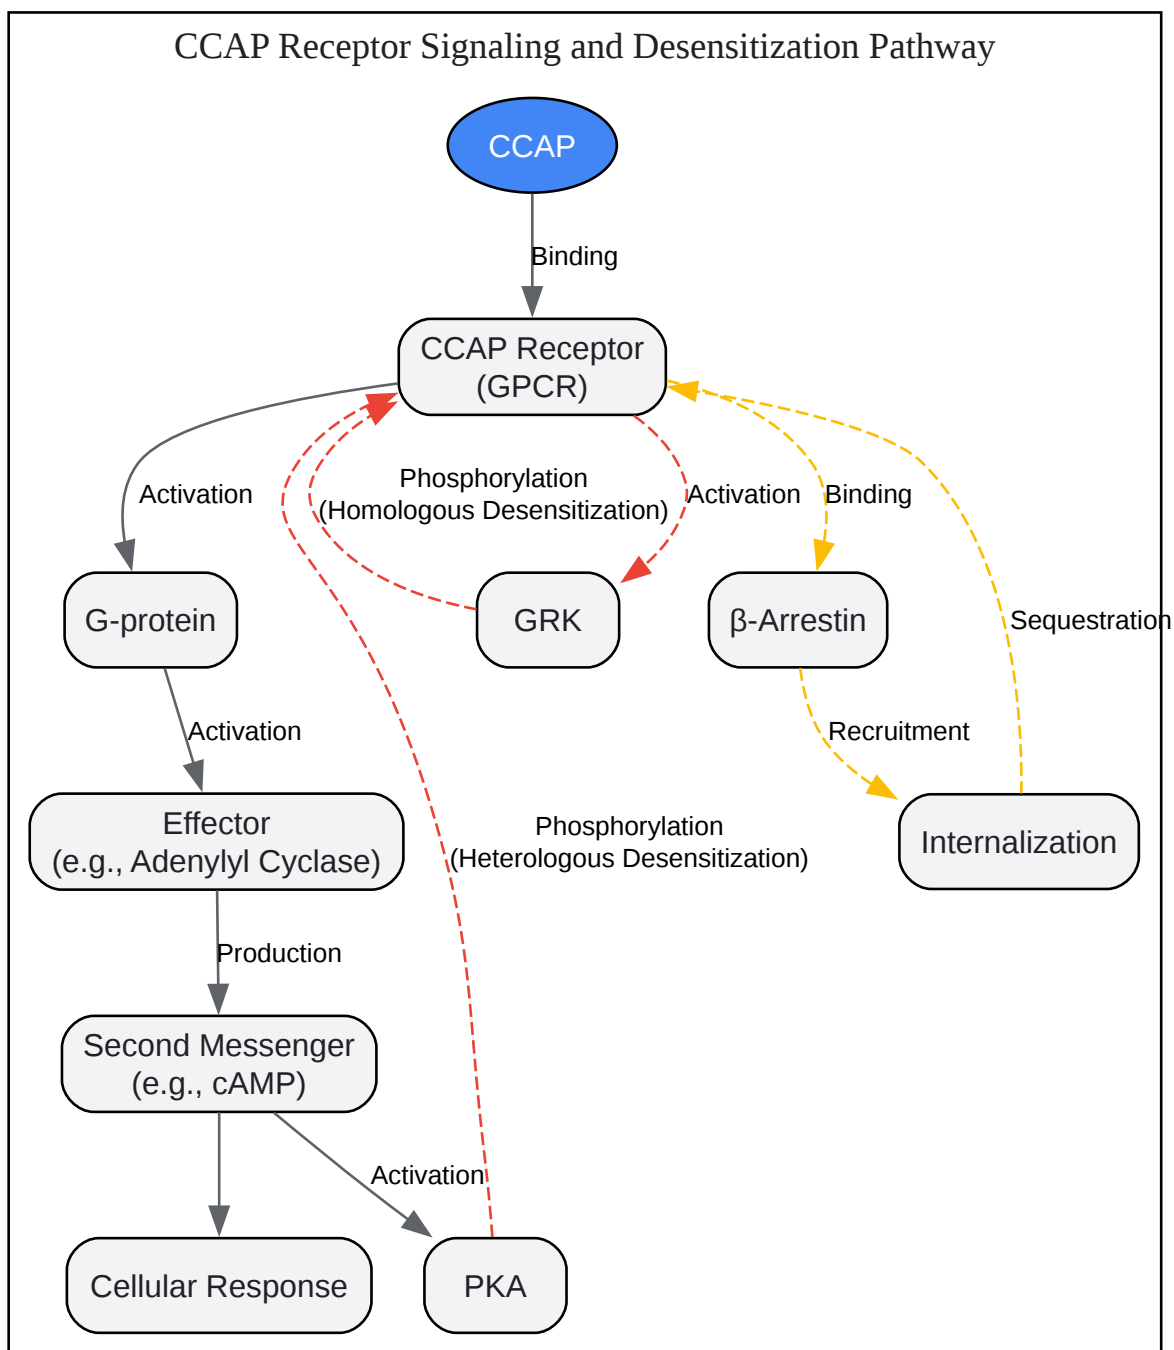 CCAP Receptor Signaling and Desensitization Pathway
CCAP
Binding
CCAP Receptor
(GPCR)
Activation
Phosphorylation
(Homologous Desensitization)
Activation
Binding
G-protein
GRK
β-Arrestin
Sequestration
Activation
Recruitment
Effector
(e.g., Adenylyl Cyclase)
Phosphorylation
(Heterologous Desensitization)
Internalization
Production
Second Messenger
(e.g., cAMP)
Activation
Cellular Response
PKA